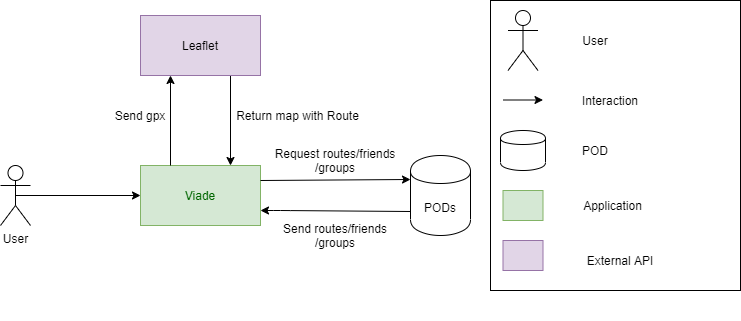 Leaflet
Send gpx
Return map with Route
Request routes/friends
/groups
Viade
PODs
User
Send routes/friends
/groups
User
Interaction
POD
Application
External API